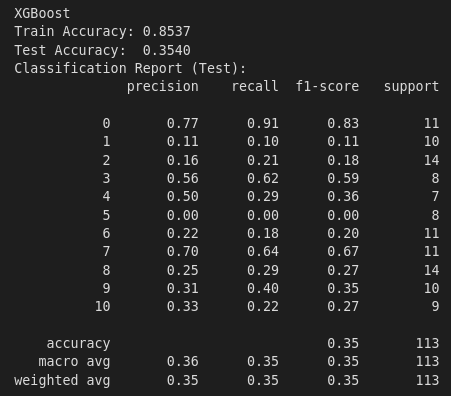 XGBoost
Train Accuracy: 0.8537
Test Accuracy:  0.3540
Classification Report (Test):
              precision    recall  f1-score   support

           0       0.77      0.91      0.83        11
           1       0.11      0.10      0.11        10
           2       0.16      0.21      0.18        14
           3       0.56      0.62      0.59         8
           4       0.50      0.29      0.36         7
           5       0.00      0.00      0.00         8
           6       0.22      0.18      0.20        11
           7       0.70      0.64      0.67        11
           8       0.25      0.29      0.27        14
           9       0.31      0.40      0.35        10
          10       0.33      0.22      0.27         9

    accuracy                           0.35       113
   macro avg       0.36      0.35      0.35       113
weighted avg       0.35      0.35      0.35       113